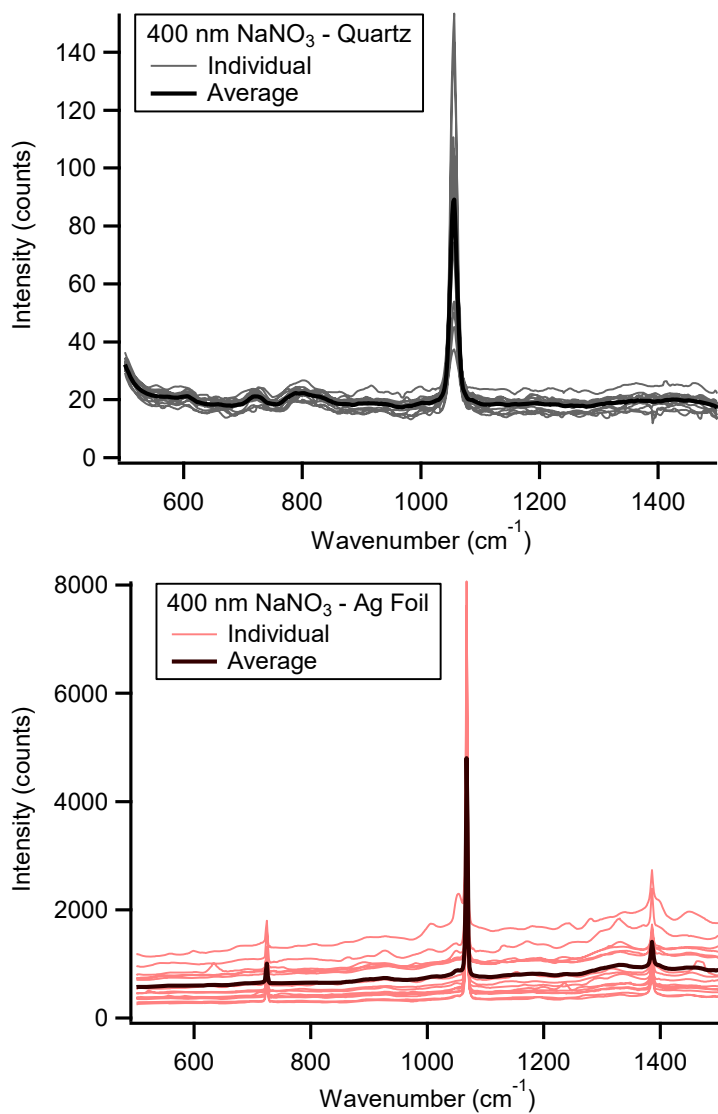 400 nm NaNO₃ - Quartz
Individual
Average
Intensity (counts)
140
120
100
80
60
40
20
0
600 800 1000 1200 1400
Wavenumber (cm⁻¹)
400 nm NaNO₃ - Ag Foil
Individual
Average
Intensity (counts)
8000
6000
4000
2000
0
600 800 1000 1200 1400
Wavenumber (cm⁻¹)